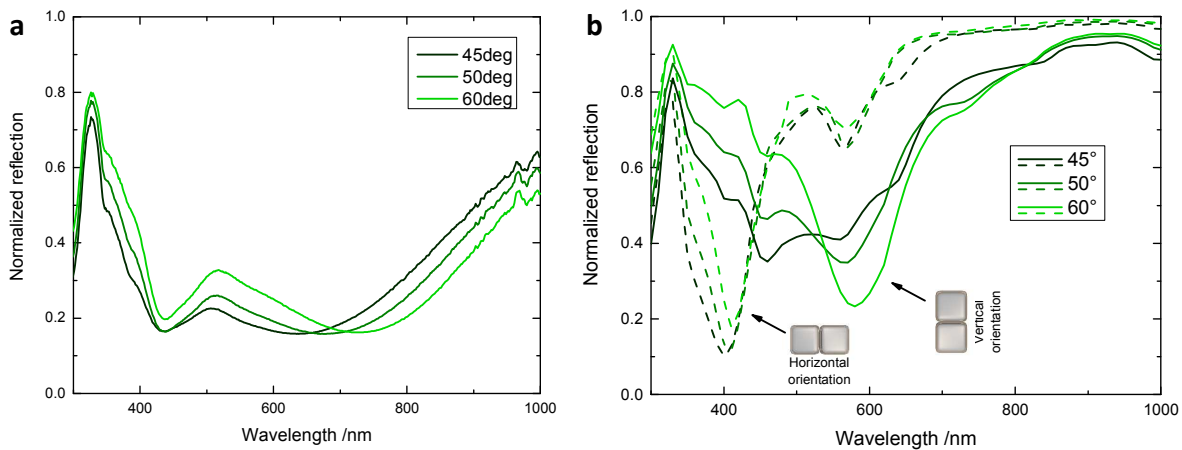 a
1.0
0.8
0.6
0.4
0.2
0.0
Normalized reflection
45deg
50deg
60deg
400
600
800
1000
Wavelength /nm
b
1.0
0.8
0.6
0.4
0.2
0.0
Normalized reflection
45°
50°
60°
Horizontal
orientation
Vertical
orientation
400
600
800
1000
Wavelength /nm